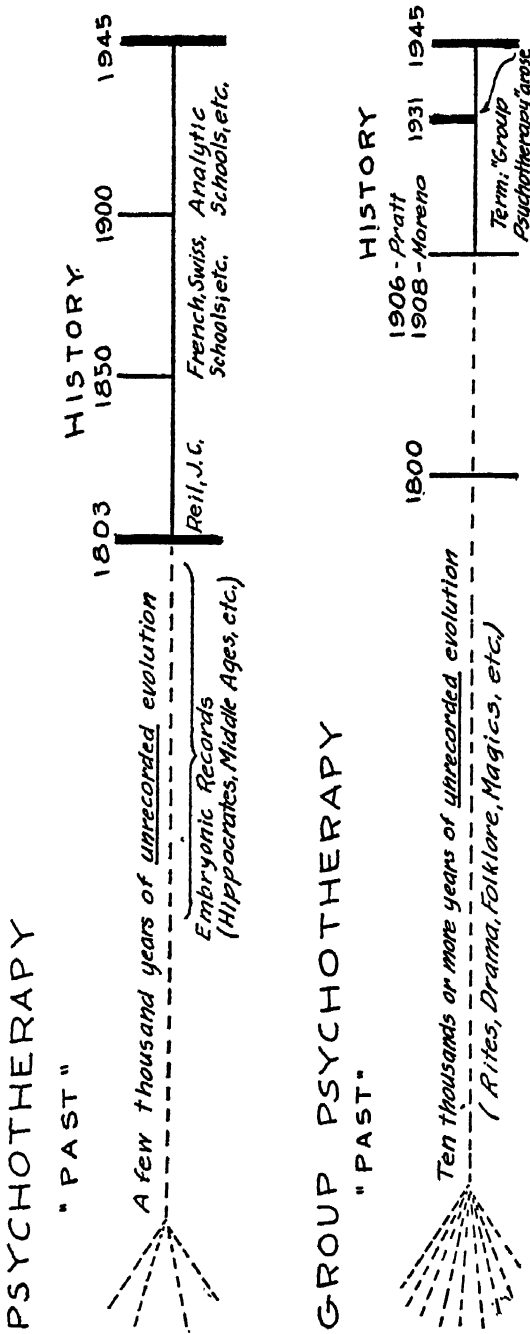 PSYCHOTHERAPY
"PAST"
HISTORY
1803 1850 1900 1945
A few thousand years of unrecorded evolution
Reil, J.C. French, Swiss, Analytic
Schools, etc. Schools, etc.
Embryonic Records
(Hippocrates, Middle Ages, etc.)
GROUP PSYCHOTHERAPY
"PAST"
HISTORY
1906 - Pratt
1908 - Moreno 1931 1945
1800
Ten thousands or more years of unrecorded evolution
(Rites, Drama, Folklore, Magics, etc.)
Term: "Group
Psuchotherapy" arose